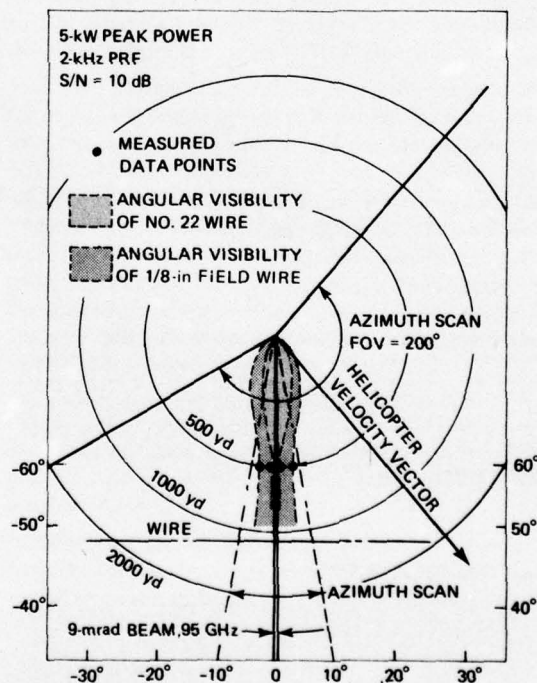 5-kW PEAK POWER
2-kHz PRF
S/N = 10 dB
MEASURED
DATA POINTS
ANGULAR VISIBILITY
OF NO. 22 WIRE
ANGULAR VISIBILITY
OF 1/8-in FiELD WIRE
AZIMUTH SCAN
FOV = 200°
HELICOPTER
VELOCITY VECTOR
500 yd
-60°
60°
1000 yd
-50°
50°
WIRE
2000 yd
AZIMUTH SCAN
-40°
40°
9-mrad BEAM, 95 GHz
-30°
-20°
-10°
0
10°
20°
30°